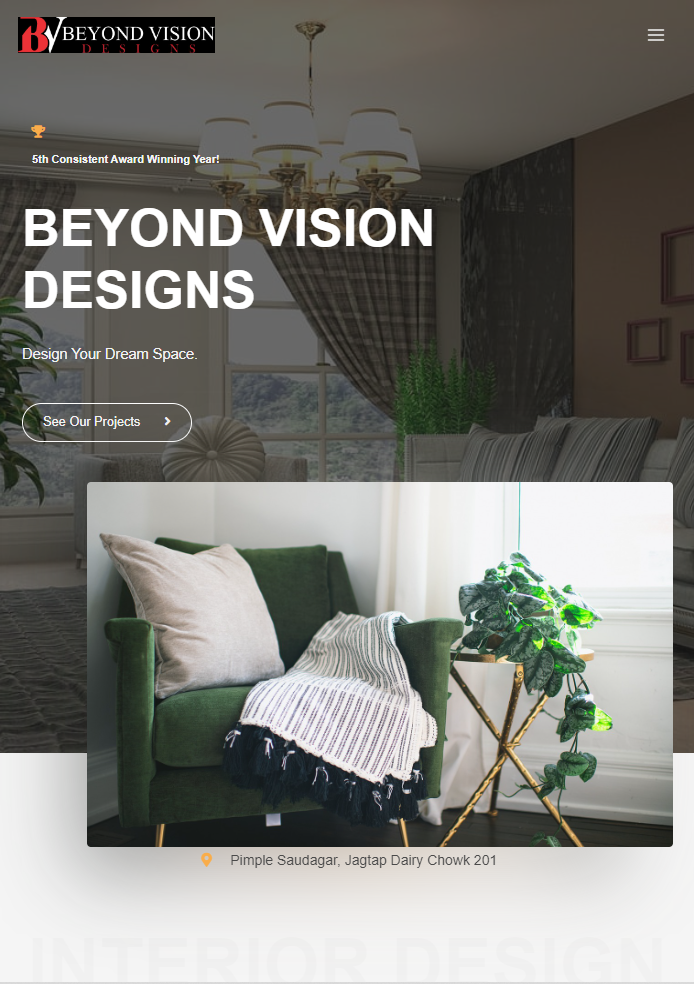 BV BEYOND VISION
DESIGNS
5th Consistent Award Winning Year!
BEYOND VISION
DESIGNS
Design Your Dream Space.
See Our Projects
Pimple Saudagar, Jagtap Dairy Chowk 201
INTERIOR DESIGN